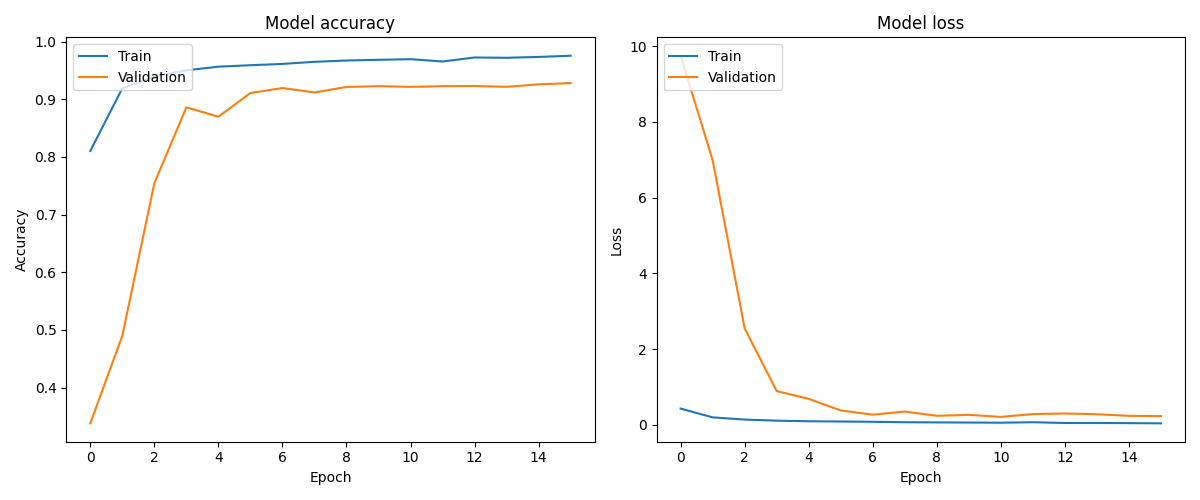 Model accuracy
Train
Validation
1.0
0.9
0.8
0.7
0.6
0.5
0.4
Accuracy
0 2 4 6 8 10 12 14
Epoch
Model loss
Train
Validation
10
8
6
4
2
0
Loss
0 2 4 6 8 10 12 14
Epoch